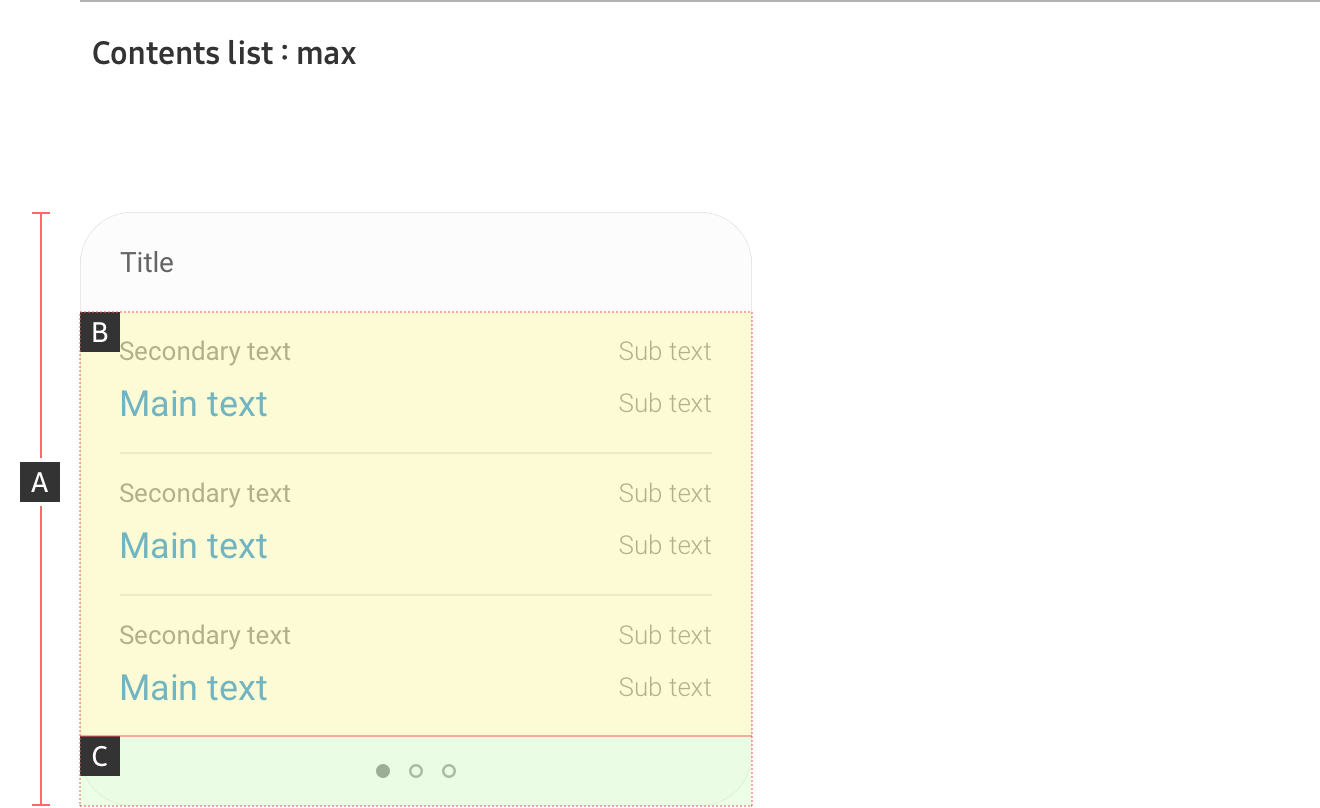 Contents list : max
Title
B
Secondary text Sub text
Main text Sub text
A
Secondary text Sub text
Main text Sub text
Secondary text Sub text
Main text Sub text
C